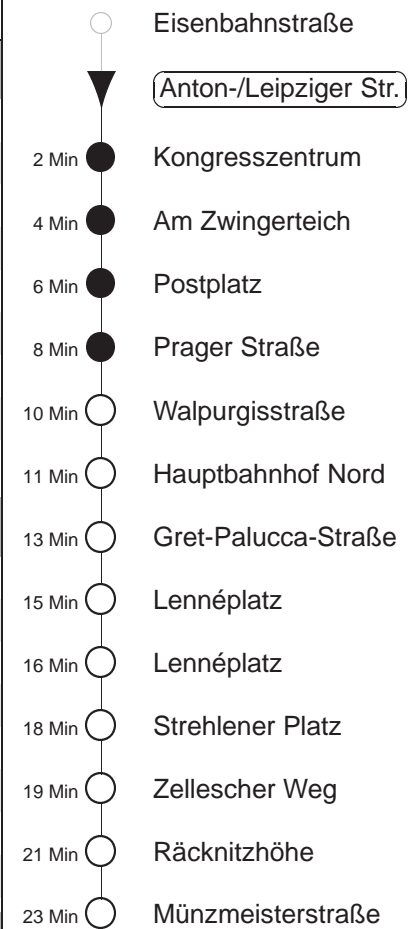 Eisenbahnstraße
Anton-/Leipziger Str.
2 Min Kongresszentrum
4 Min Am Zwingerteich
6 Min Postplatz
8 Min Prager Straße
10 Min Walpurgisstraße
11 Min Hauptbahnhof Nord
13 Min Gret-Palucca-Straße
15 Min Lennéplatz
16 Min Lennéplatz
18 Min Strehlener Platz
19 Min Zellescher Weg
21 Min Räcknitzhöhe
23 Min Münzmeisterstraße